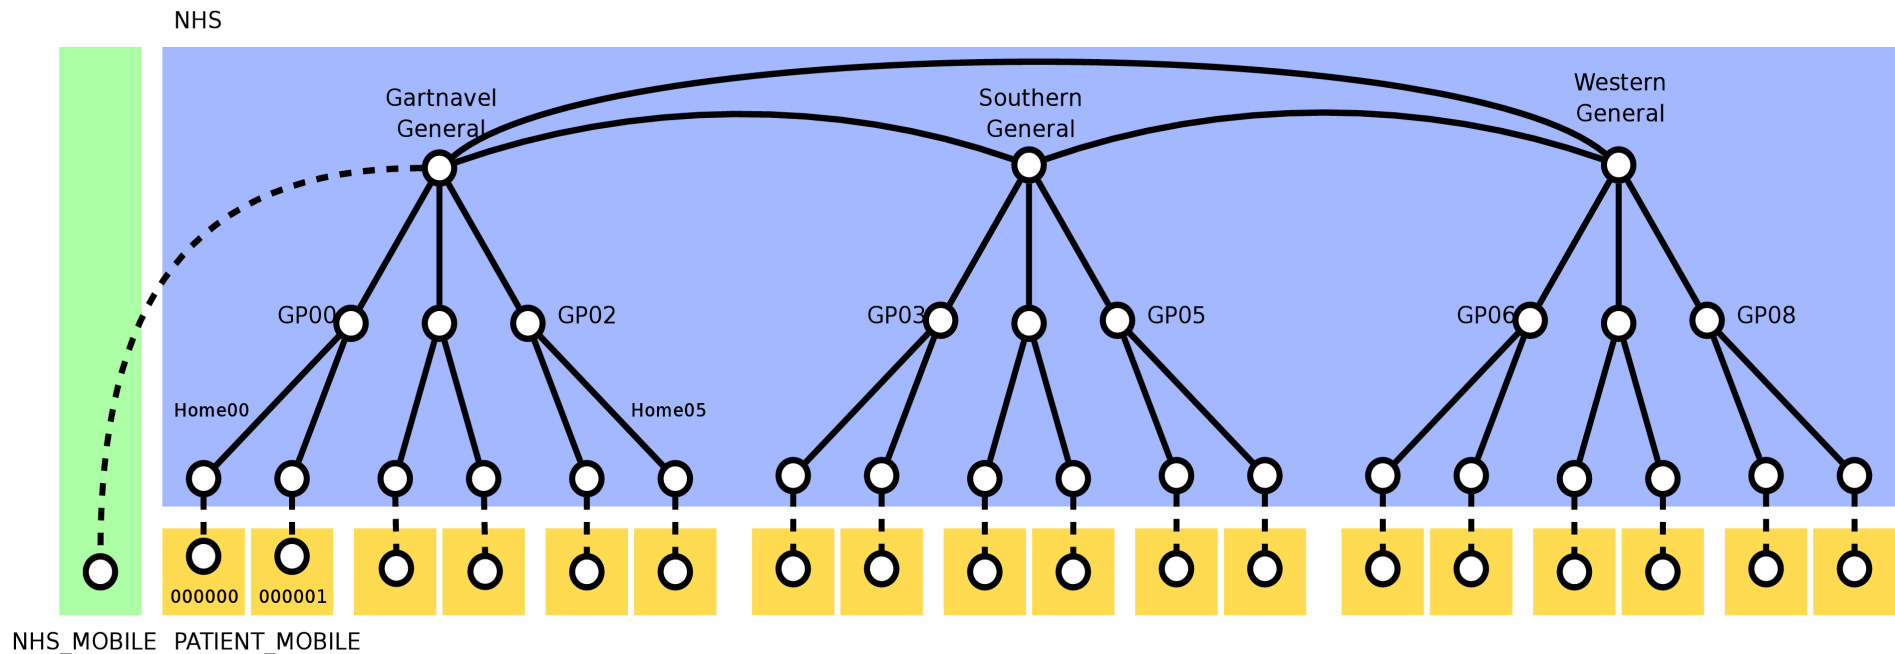 NHS
Gartnavel
General
Southern
General
Western
General
GP00
GP02
GP03
GP05
GP06
GP08
Home00
Home05
000000
000001
NHS_MOBILE
PATIENT_MOBILE